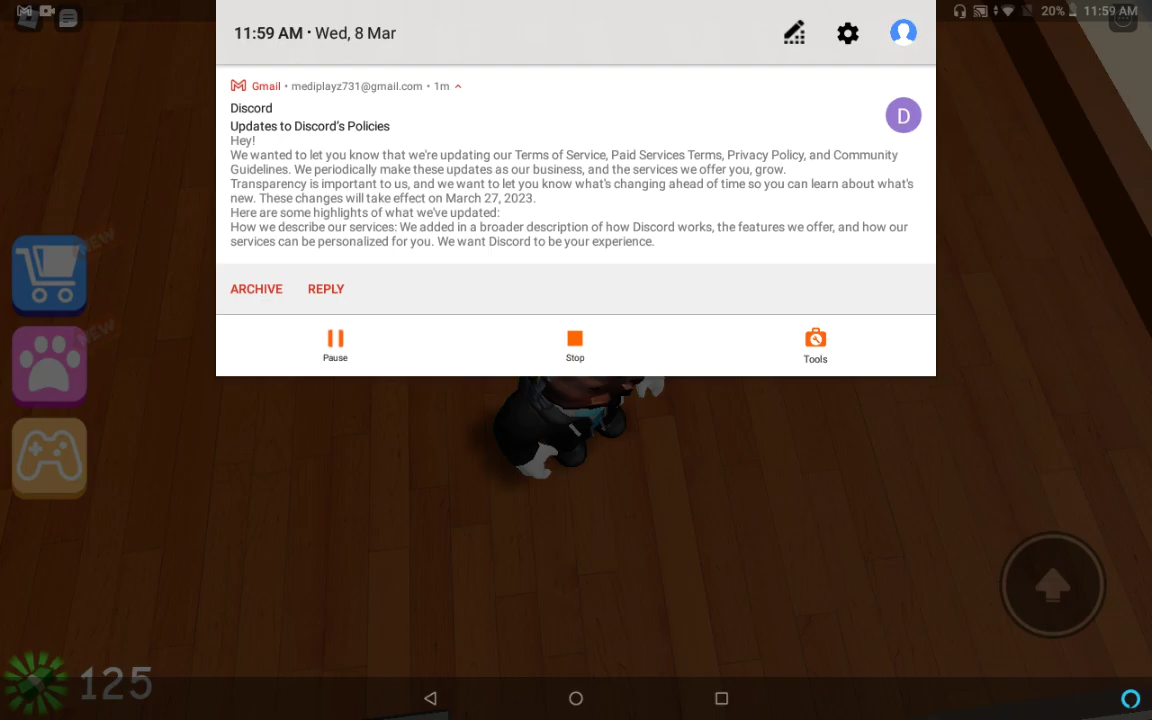 20% 11:59 AM
11:59 AM • Wed, 8 Mar
Gmail • mediplayz731@gmail.com • 1m
Discord
D
Updates to Discord's Policies
Hey!
We wanted to let you know that we're updating our Terms of Service, Paid Services Terms, Privacy Policy, and Community
Guidelines. We periodically make these updates as our business, and the services we offer you, grow.
Transparency is important to us, and we want to let you know what's changing ahead of time so you can learn about what's
new. These changes will take effect on March 27, 2023.
Here are some highlights of what we've updated:
How we describe our services: We added in a broader description of how Discord works, the features we offer, and how our
services can be personalized for you. We want Discord to be your experience.
ARCHIVE REPLY
Pause Stop Tools
NEW
NEW
125